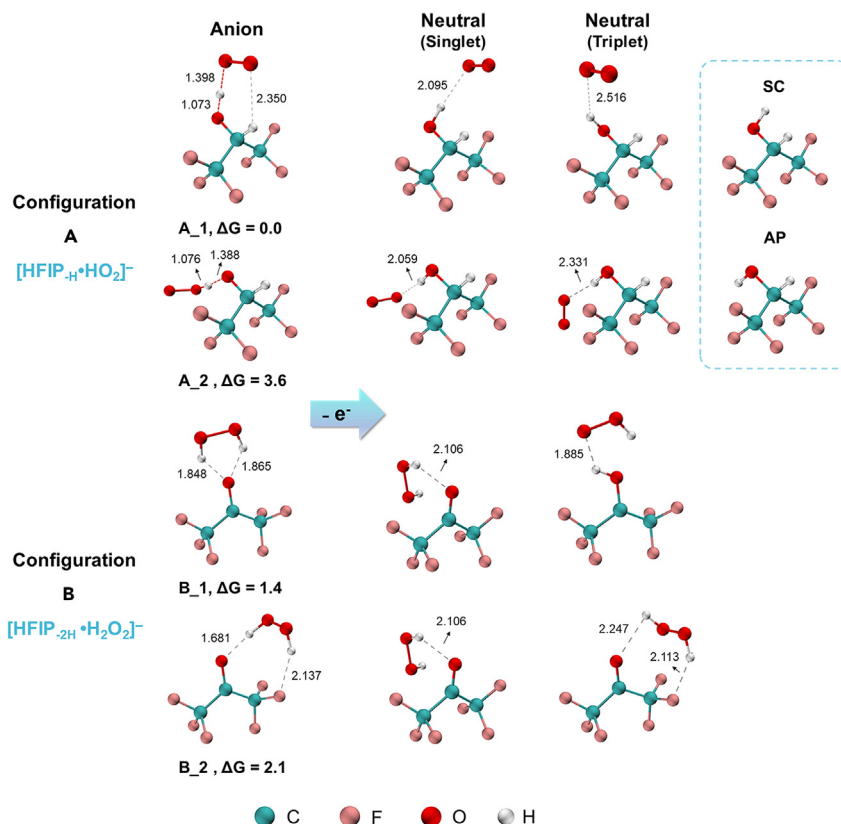 Anion
Neutral
(Singlet)
Neutral
(Triplet)
1.398
1.073
2.350
2.095
2.516
SC
Configuration
A
[HFIP-H•HO2]−
A_1, ΔG = 0.0
AP
1.076
1.388
2.059
2.331
A_2 , ΔG = 3.6
- e-
1.848
1.865
2.106
1.885
Configuration
B
[HFIP-2H •H2O2]−
B_1, ΔG = 1.4
1.681
2.137
2.106
2.247
2.113
B_2 , ΔG = 2.1
C
F
O
H